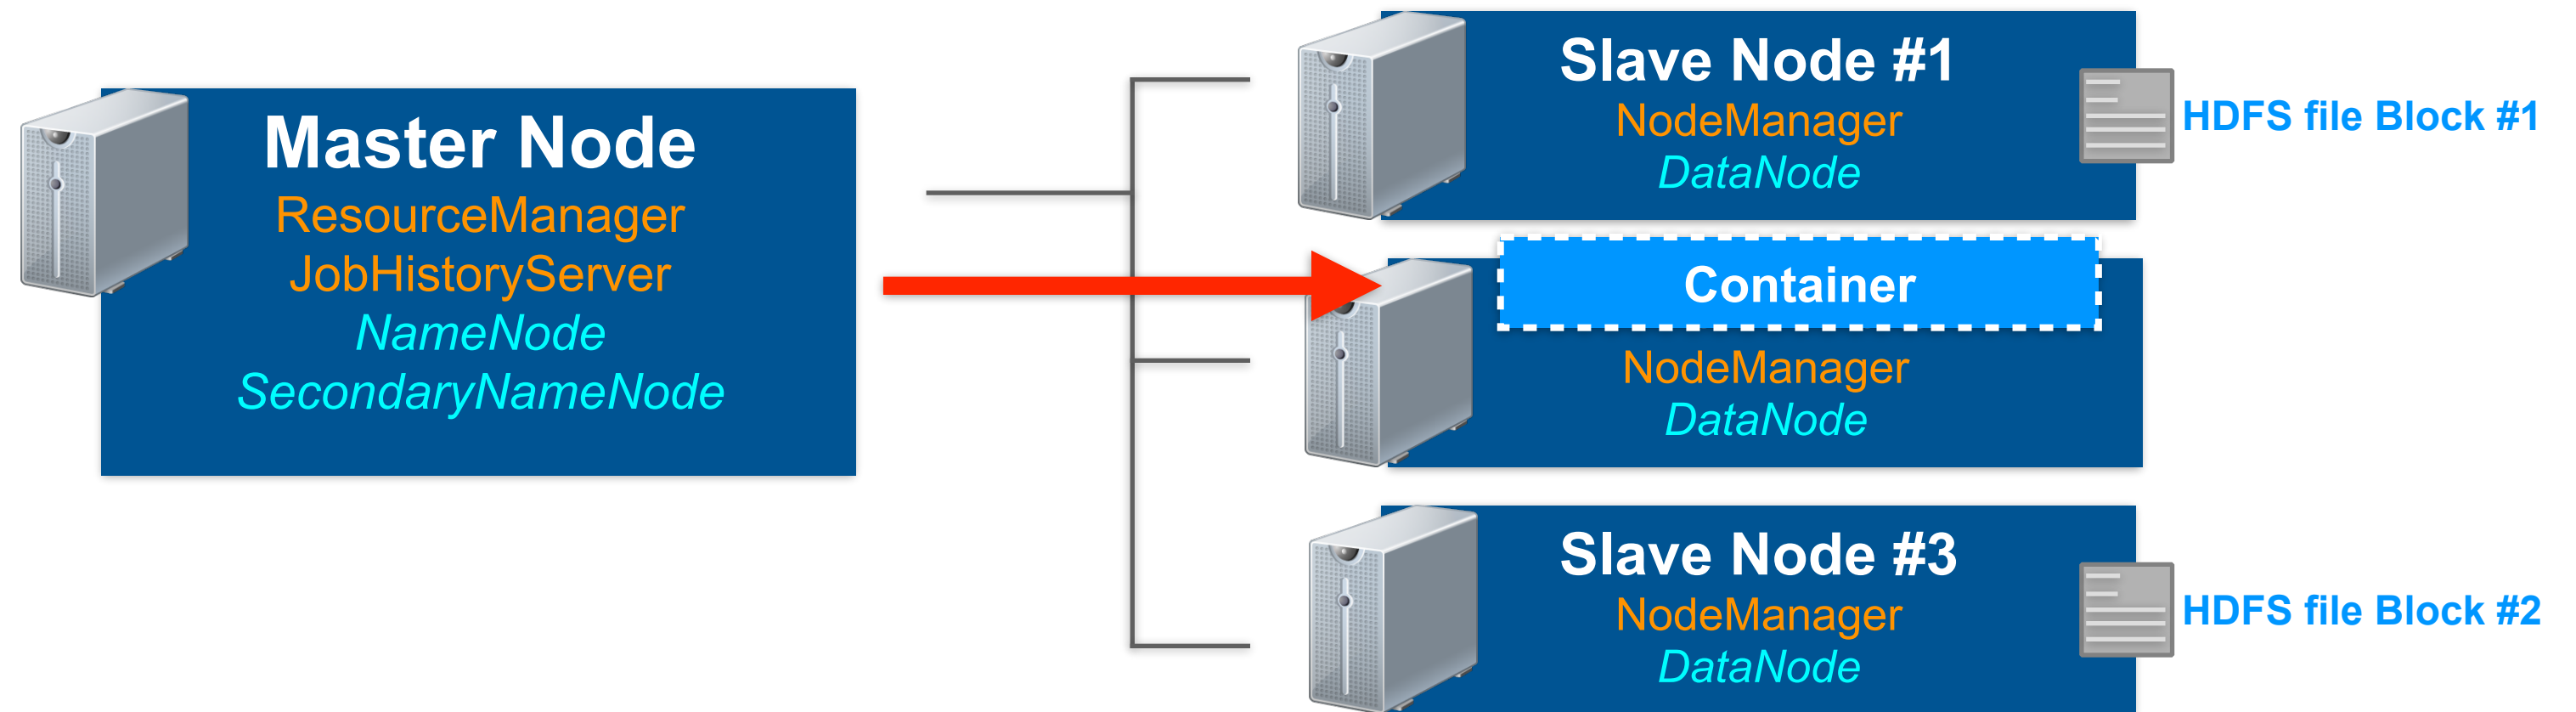 Master Node
ResourceManager
JobHistoryServer
NameNode
SecondaryNameNode
Slave Node #1
NodeManager
DataNode
HDFS file Block #1
Container
NodeManager
DataNode
Slave Node #3
NodeManager
DataNode
HDFS file Block #2